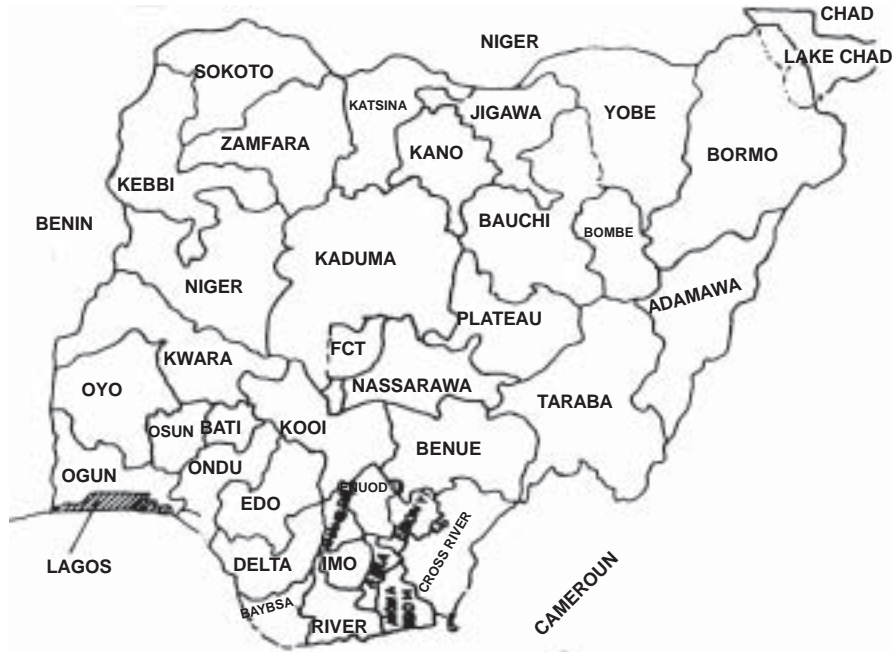 CHAD
NIGER
LAKE CHAD
SOKOTO
KATSINA
JIGAWA
YOBE
ZAMFARA
KANO
BORMO
KEBBI
BENIN
BAUCHI
BOMBE
KADUMA
NIGER
ADAMAWA
PLATEAU
FCT
KWARA
NASSARAWA
OYO
TARABA
OSUN
BATI
KOOI
BENUE
OGUN
ONDU
ENUOD
EDO
CROSS RIVER
LAGOS
DELTA
IMO
CAMEROUN
BAYBSA
RIVER